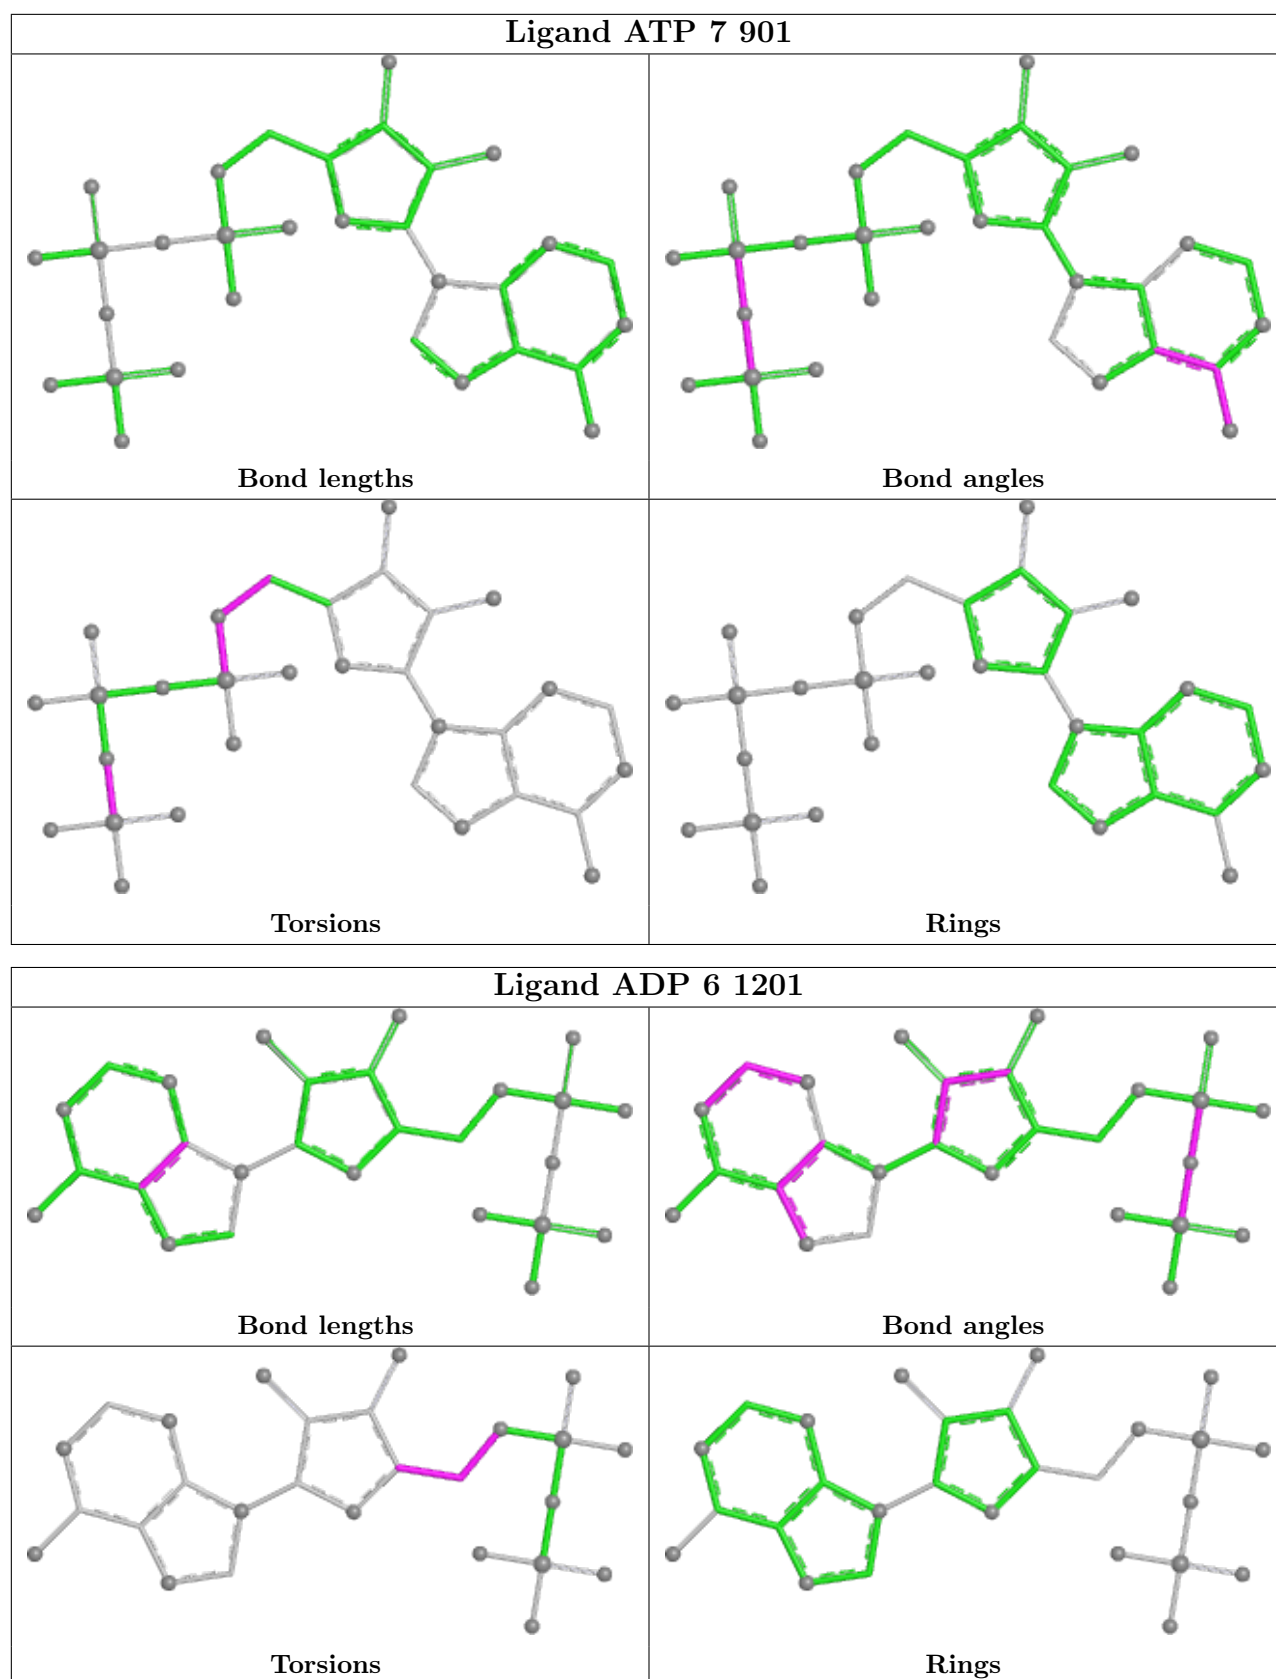 Ligand ATP 7 901
Bond lengths
Bond angles
Torsions
Rings
Ligand ADP 6 1201
Bond lengths
Bond angles
Torsions
Rings